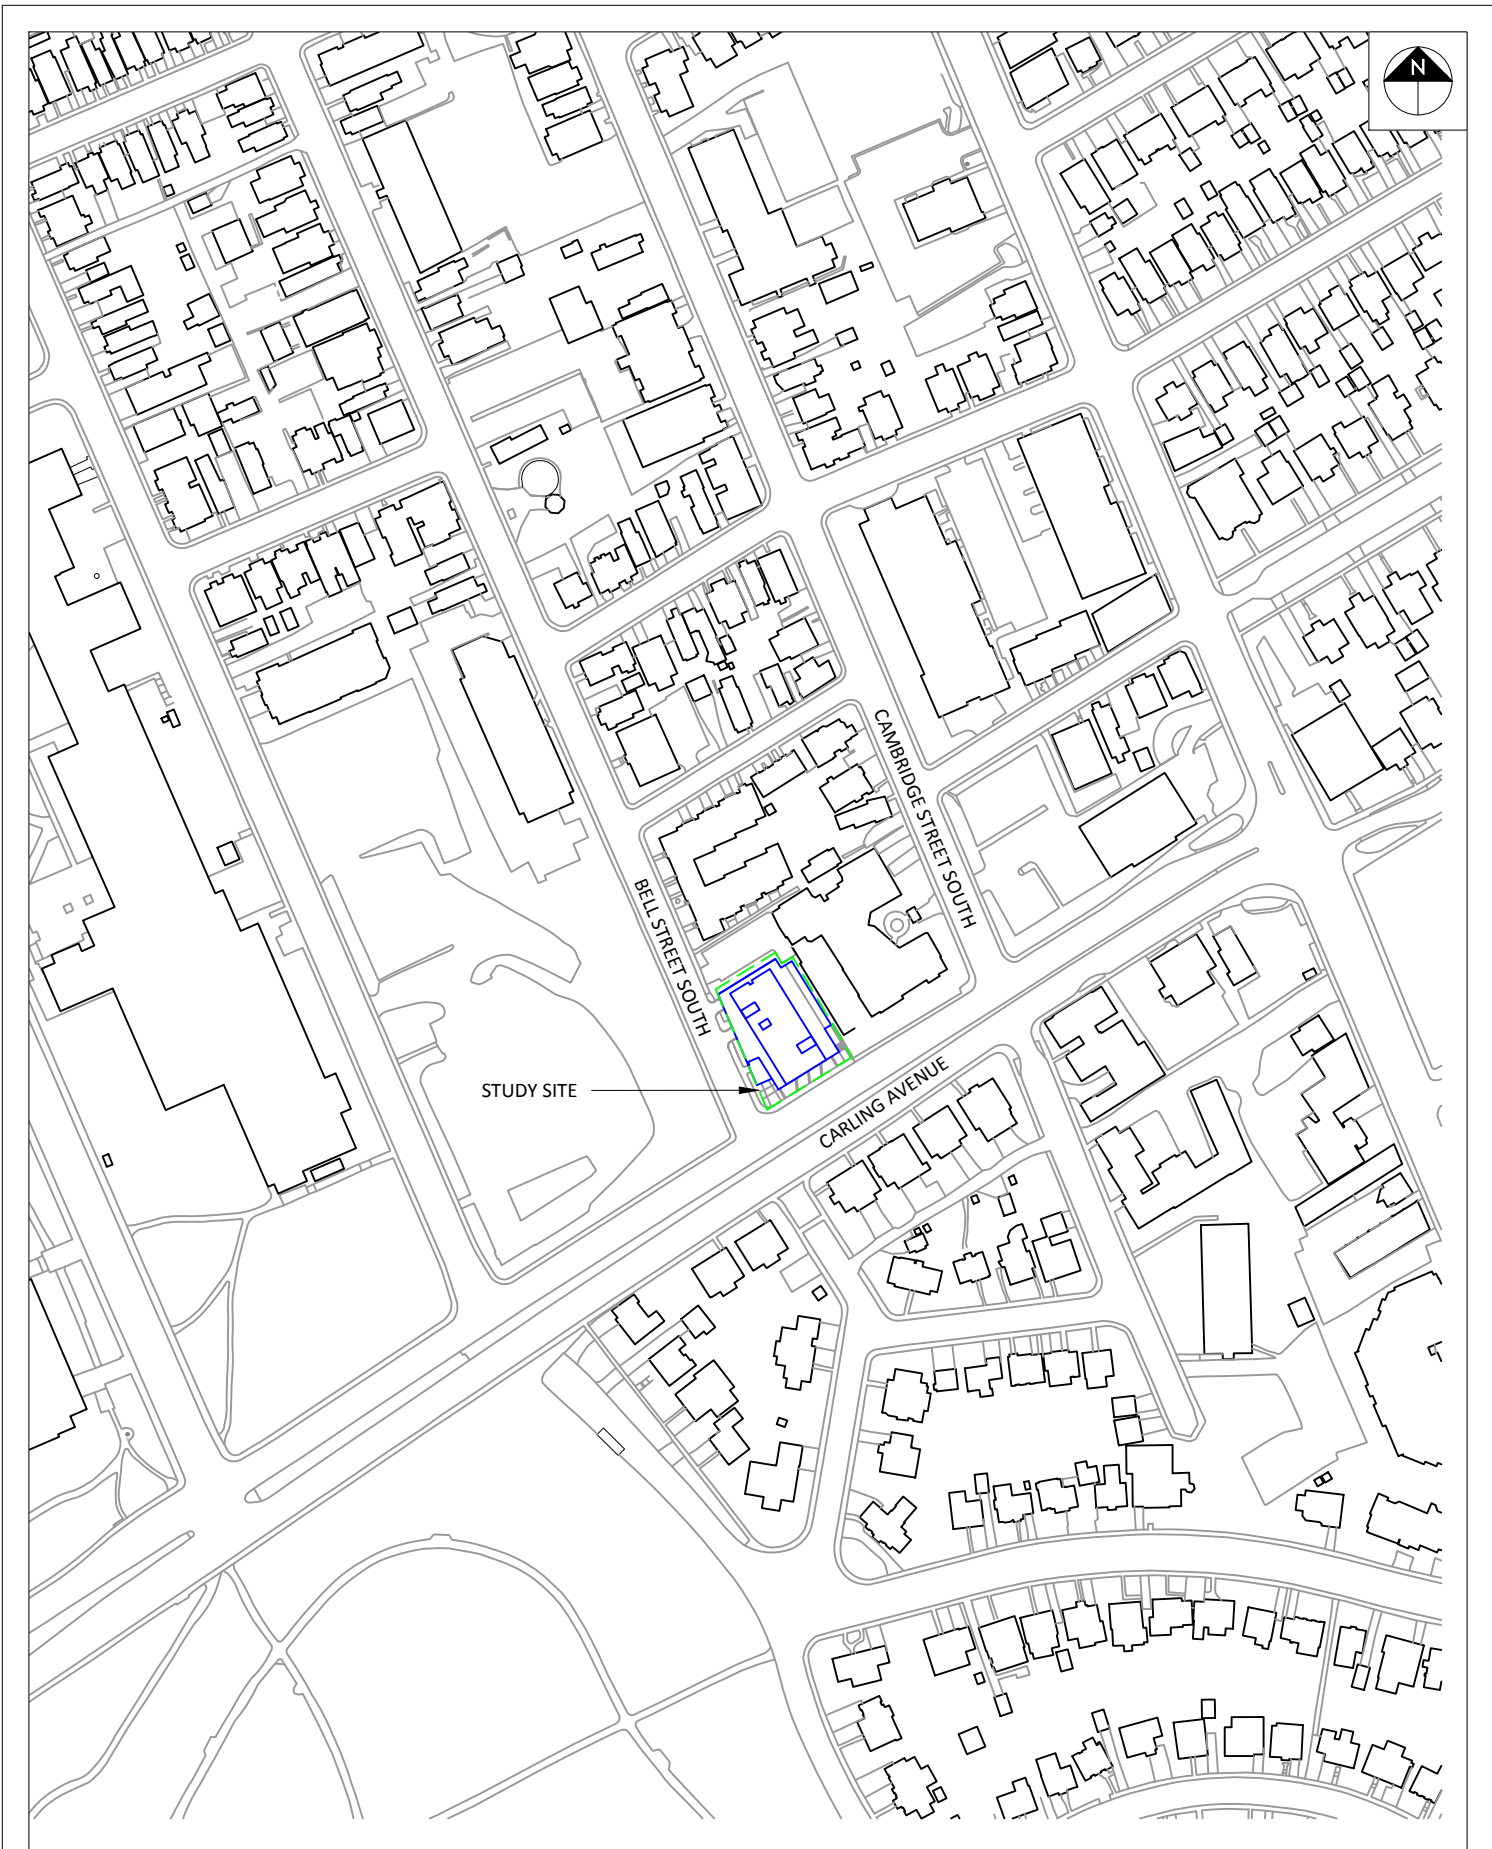 N
CAMBRIDGE STREET SOUTH
BELL STREET SOUTH
STUDY SITE
CARLING AVENUE